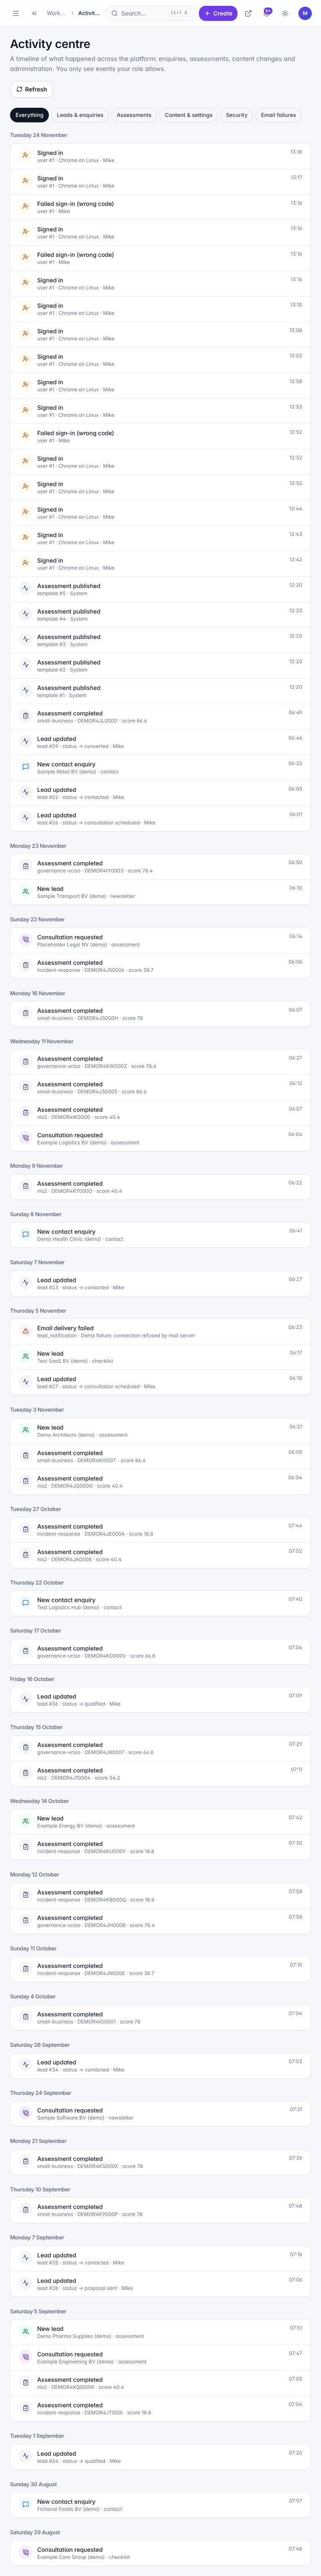 Work... > Activit... Search... Ctrl K + Create 9+ M
Activity centre
A timeline of what happened across the platform: enquiries, assessments, content changes and
administration. You only see events your role allows.
Refresh
Everything Leads & enquiries Assessments Content & settings Security Email failures
Tuesday 24 November
Signed in 13:18
user #1 · Chrome on Linux · Mike
Signed in 13:17
user #1 · Chrome on Linux · Mike
Failed sign-in (wrong code) 13:16
user #1 · Mike
Signed in 13:16
user #1 · Chrome on Linux · Mike
Failed sign-in (wrong code) 13:16
user #1 · Mike
Signed in 13:14
user #1 · Chrome on Linux · Mike
Signed in 13:10
user #1 · Chrome on Linux · Mike
Signed in 13:08
user #1 · Chrome on Linux · Mike
Signed in 13:03
user #1 · Chrome on Linux · Mike
Signed in 12:58
user #1 · Chrome on Linux · Mike
Signed in 12:53
user #1 · Chrome on Linux · Mike
Failed sign-in (wrong code) 12:52
user #1 · Mike
Signed in 12:52
user #1 · Chrome on Linux · Mike
Signed in 12:52
user #1 · Chrome on Linux · Mike
Signed in 12:44
user #1 · Chrome on Linux · Mike
Signed in 12:43
user #1 · Chrome on Linux · Mike
Signed in 12:42
user #1 · Chrome on Linux · Mike
Assessment published 12:20
template #5 · System
Assessment published 12:20
template #4 · System
Assessment published 12:20
template #3 · System
Assessment published 12:20
template #2 · System
Assessment published 12:20
template #1 · System
Assessment completed 06:49
small-business · DEMOR4JL000D · score 86.6
Lead updated 06:44
lead #29 · status → converted · Mike
New contact enquiry 06:32
Sample Retail BV (demo) · contact
Lead updated 06:05
lead #22 · status → contacted · Mike
Lead updated 06:01
lead #26 · status → consultation scheduled · Mike
Monday 23 November
Assessment completed 06:50
governance-vciso · DEMOR4IY0003 · score 78.4
New lead 06:10
Sample Transport BV (demo) · newsletter
Sunday 22 November
Consultation requested 06:14
Placeholder Legal NV (demo) · assessment
Assessment completed 06:06
incident-response · DEMOR4J50006 · score 38.7
Monday 16 November
Assessment completed 06:07
small-business · DEMOR4JS000H · score 78
Wednesday 11 November
Assessment completed 06:27
governance-vciso · DEMOR4KW000Z · score 78.4
Assessment completed 06:12
small-business · DEMOR4J30005 · score 86.6
Assessment completed 06:07
nis2 · DEMOR4IK0000 · score 40.4
Consultation requested 06:04
Example Logistics BV (demo) · assessment
Monday 9 November
Assessment completed 06:22
nis2 · DEMOR4K7000O · score 40.4
Sunday 8 November
New contact enquiry 06:41
Demo Health Clinic (demo) · contact
Saturday 7 November
Lead updated 06:27
lead #23 · status → contacted · Mike
Thursday 5 November
Email delivery failed 06:23
lead_notification · Demo failure: connection refused by mail server
New lead 06:17
Test SaaS BV (demo) · checklist
Lead updated 06:10
lead #27 · status → consultation scheduled · Mike
Tuesday 3 November
New lead 06:21
Demo Architects (demo) · assessment
Assessment completed 06:05
small-business · DEMOR4KI000T · score 86.6
Assessment completed 06:04
nis2 · DEMOR4JQ000G · score 40.4
Tuesday 27 October
Assessment completed 07:44
incident-response · DEMOR4JE000A · score 18.8
Assessment completed 07:02
nis2 · DEMOR4JA0008 · score 40.4
Thursday 22 October
New contact enquiry 07:40
Test Logistics Hub (demo) · contact
Saturday 17 October
Assessment completed 07:04
governance-vciso · DEMOR4KO000V · score 66.8
Friday 16 October
Lead updated 07:09
lead #36 · status → qualified · Mike
Thursday 15 October
Assessment completed 07:29
governance-vciso · DEMOR4J80007 · score 66.8
Assessment completed 07:11
nis2 · DEMOR4J10004 · score 54.2
Wednesday 14 October
New lead 07:42
Example Energy BV (demo) · assessment
Assessment completed 07:30
incident-response · DEMOR4KU000Y · score 18.8
Monday 12 October
Assessment completed 07:58
incident-response · DEMOR4KB000Q · score 18.8
Assessment completed 07:58
governance-vciso · DEMOR4JH000B · score 78.4
Sunday 11 October
Assessment completed 07:10
incident-response · DEMOR4JN000E · score 38.7
Sunday 4 October
Assessment completed 07:04
small-business · DEMOR4IO0001 · score 78
Saturday 26 September
Lead updated 07:03
lead #34 · status → contacted · Mike
Thursday 24 September
Consultation requested 07:31
Sample Software BV (demo) · newsletter
Monday 21 September
Assessment completed 07:36
small-business · DEMOR4KS000X · score 78
Thursday 10 September
Assessment completed 07:48
small-business · DEMOR4K9000P · score 78
Monday 7 September
Lead updated 07:16
lead #35 · status → contacted · Mike
Lead updated 07:06
lead #28 · status → proposal sent · Mike
Saturday 5 September
New lead 07:51
Demo Pharma Supplies (demo) · assessment
Consultation requested 07:47
Example Engineering BV (demo) · assessment
Assessment completed 07:05
nis2 · DEMOR4KQ000W · score 40.4
Assessment completed 07:04
incident-response · DEMOR4JT000I · score 18.8
Tuesday 1 September
Lead updated 07:20
lead #24 · status → qualified · Mike
Sunday 30 August
New contact enquiry 07:07
Fictional Foods BV (demo) · contact
Saturday 29 August
Consultation requested 07:48
Example Care Group (demo) · checklist